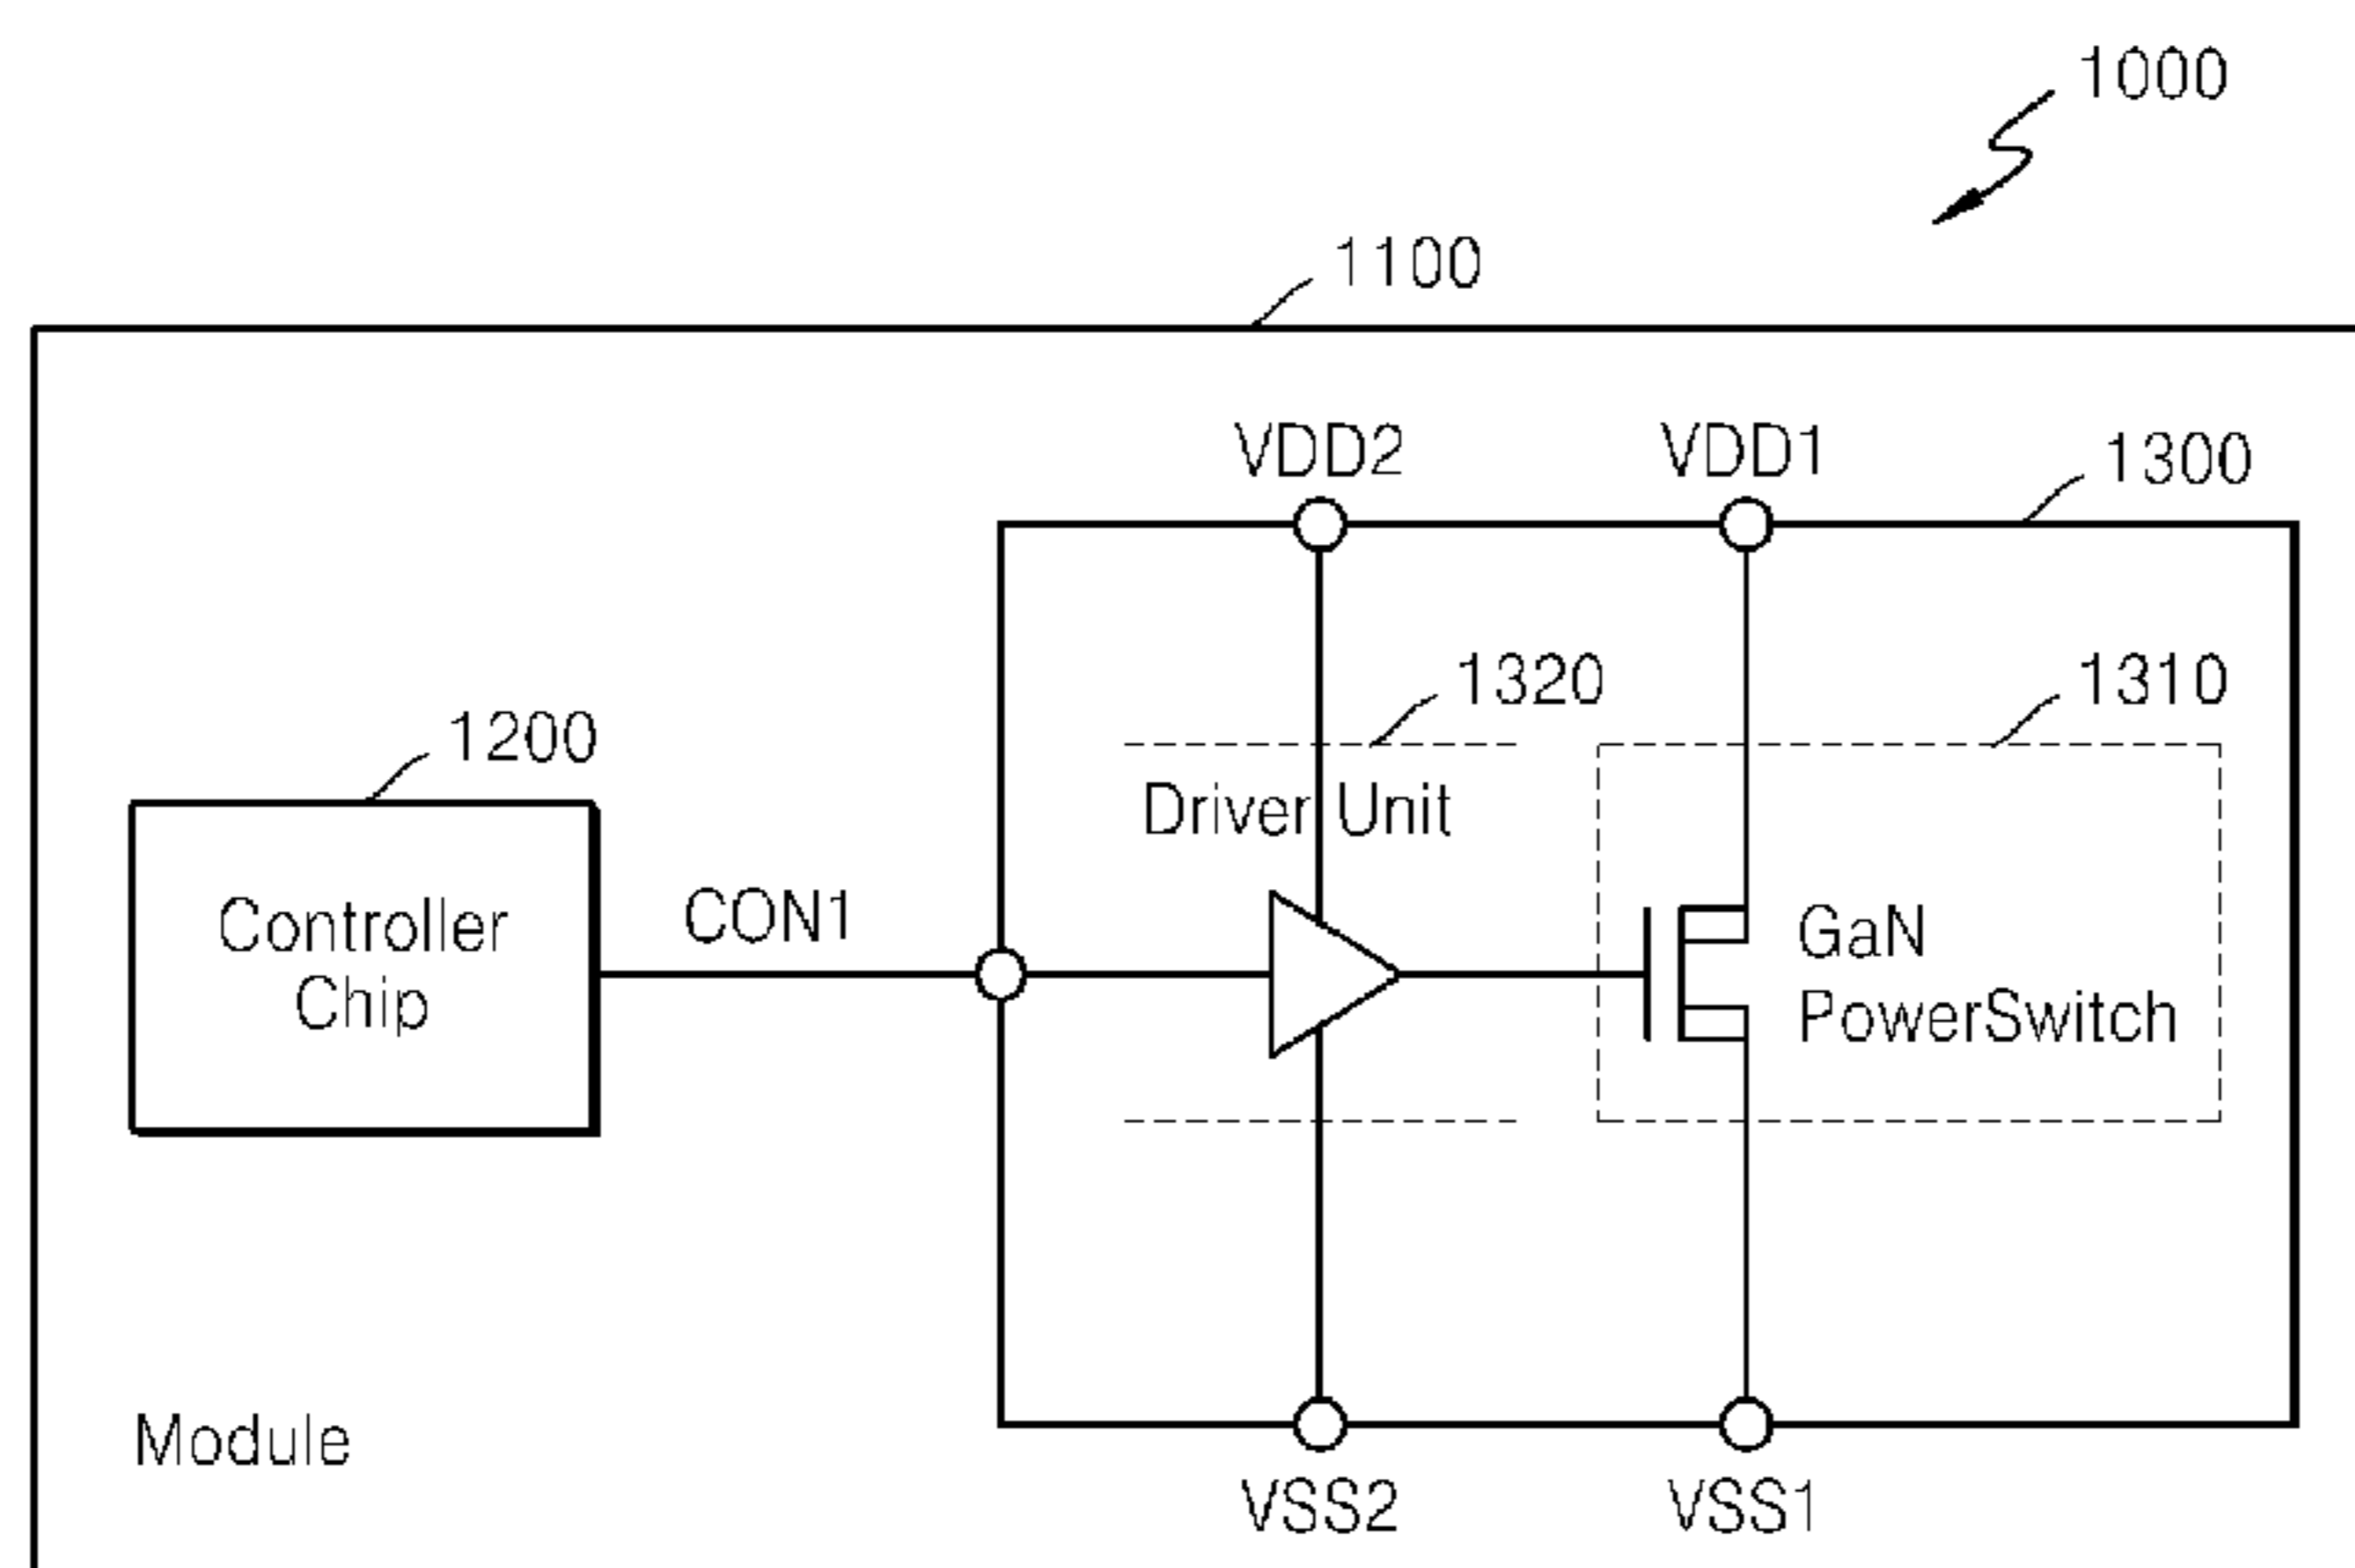 1000
1100
VDD2
VDD1
1300
1320
1310
1200
Driver Unit
Controller
Chip
CON1
GaN
PowerSwitch
Module
VSS2
VSS1